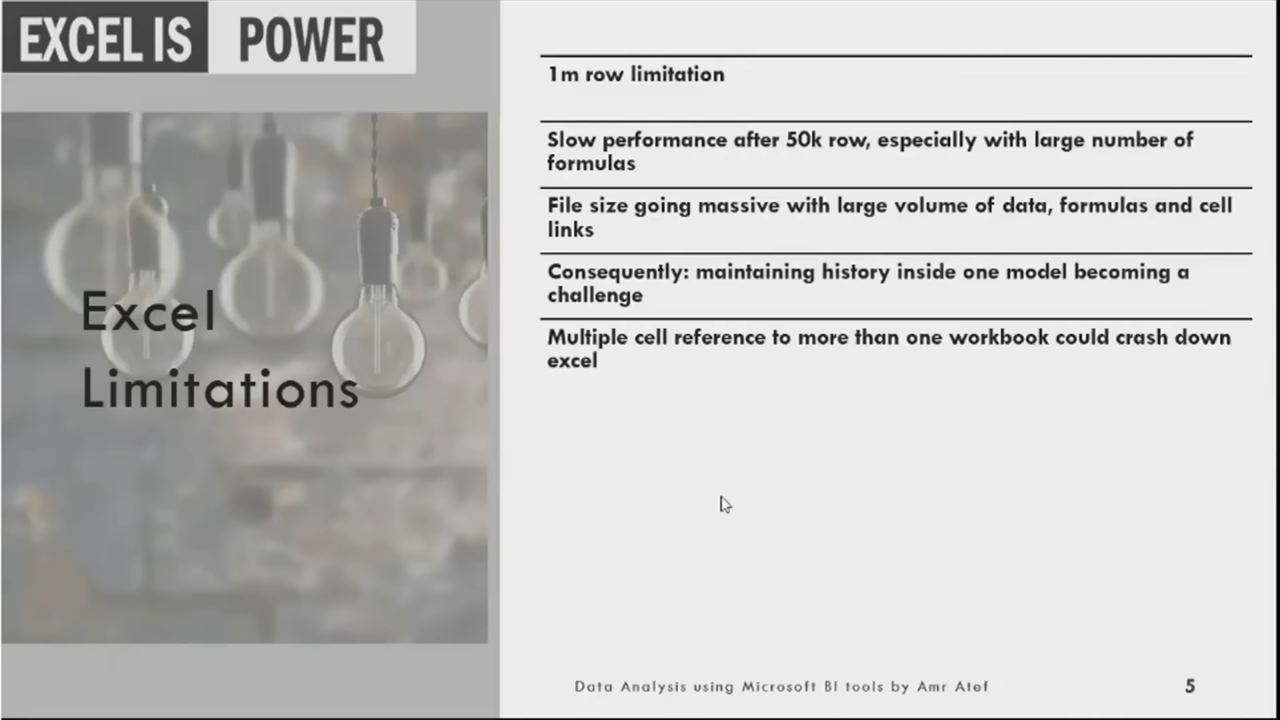 EXCEL IS POWER
Excel
Limitations
1m row limitation
Slow performance after 50k row, especially with large number of
formulas
File size going massive with large volume of data, formulas and cell
links
Consequently: maintaining history inside one model becoming a
challenge
Multiple cell reference to more than one workbook could crash down
excel
Data Analysis using Microsoft BI tools by Amr Atef
5